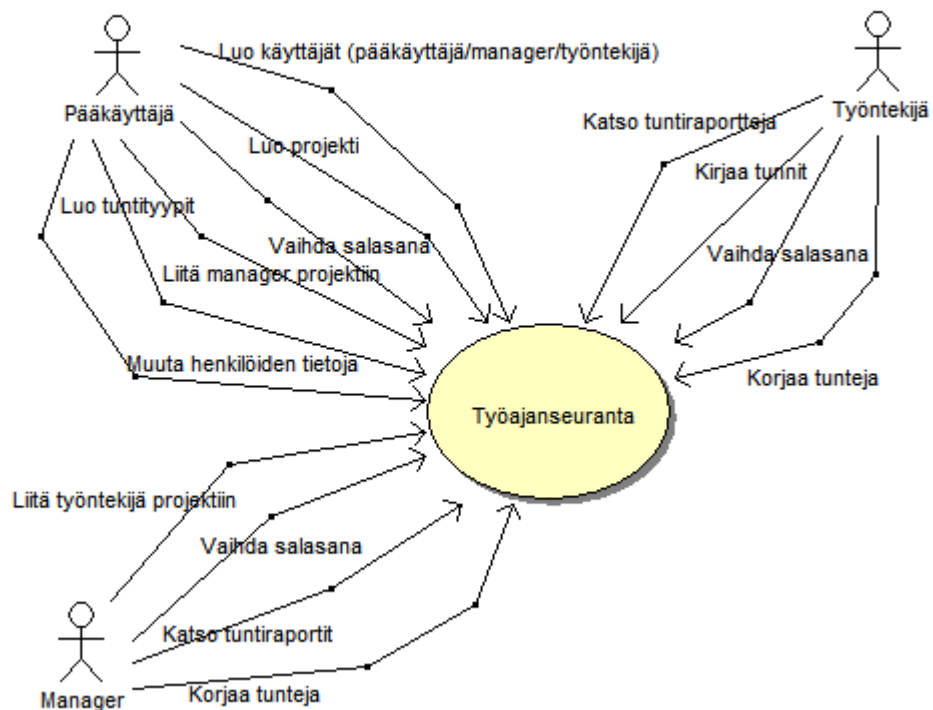 Luo käyttäjät (pääkäyttäjä/manager/työntekijä)
Pääkäyttäjä
Työntekijä
Katso tuntiraportteja
Luo projekti
Kirjaa tunnit
Luo tuntityypit
Vaihda salasana
Vaihda salasana
Liitä manager projektiin
Muuta henkilöiden tietoja
Korjaa tunteja
Työajanseuranta
Liitä työntekijä projektiin
Vaihda salasana
Katso tuntiraportit
Korjaa tunteja
Manager